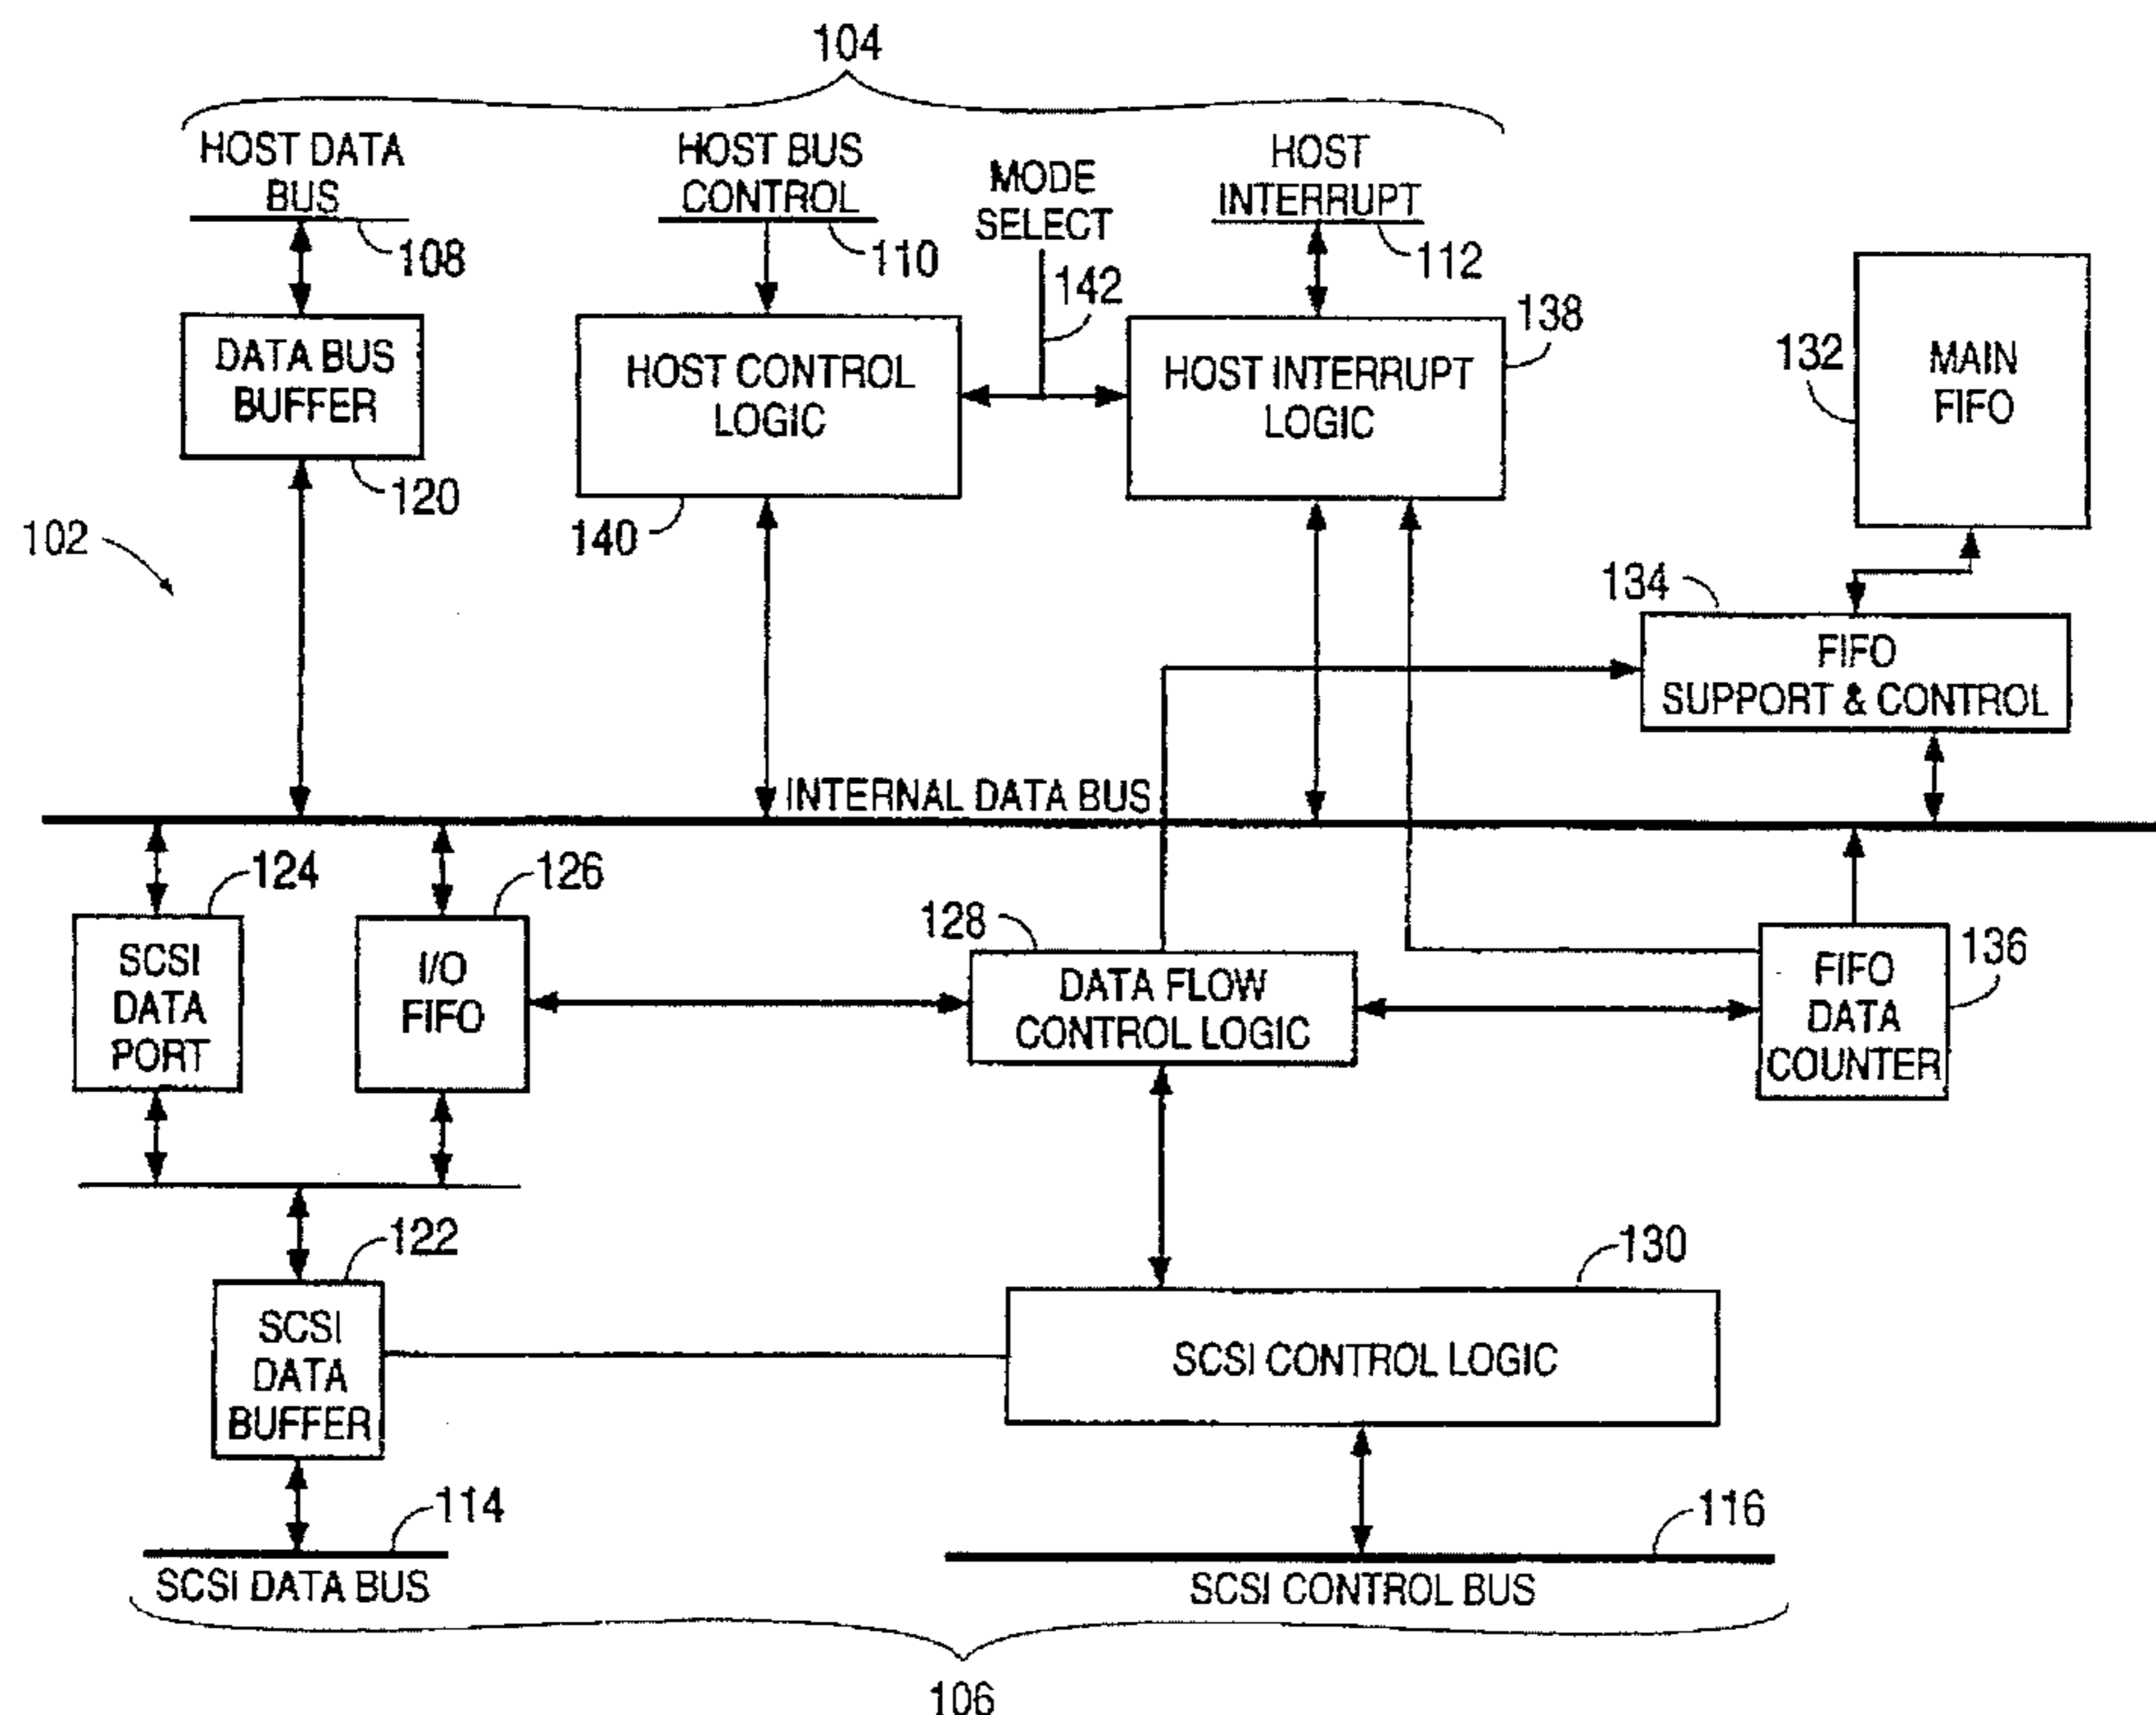 104
HOST DATA
BUS
108
HOST BUS
CONTROL
110
MODE
SELECT
142
HOST
INTERRUPT
112
DATA BUS
BUFFER
120
HOST CONTROL
LOGIC
140
HOST INTERRUPT
LOGIC
138
132
MAIN
FIFO
102
134
FIFO
SUPPORT & CONTROL
INTERNAL DATA BUS
124
SCSI
DATA
PORT
126
I/O
FIFO
128
DATA FLOW
CONTROL LOGIC
136
FIFO
DATA
COUNTER
122
SCSI
DATA
BUFFER
130
SCSI CONTROL LOGIC
114
SCSI DATA BUS
116
SCSI CONTROL BUS
106